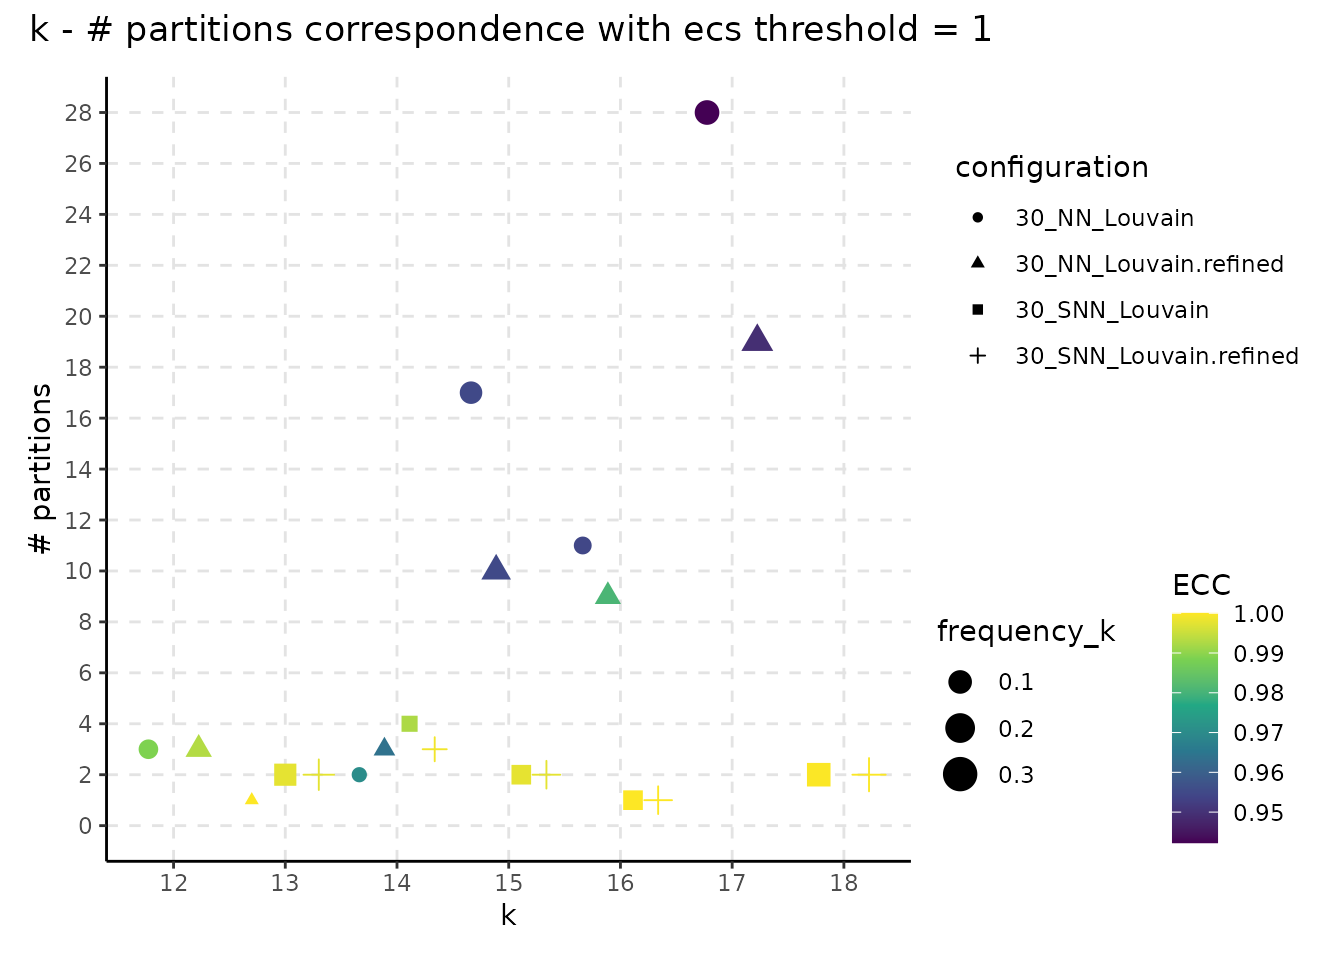 k - # partitions correspondence with ecs threshold = 1
# partitions
28
26
24
22
20
18
16
14
12
10
8
6
4
2
0
12 13 14 15 16 17 18
k
configuration
30_NN_Louvain
30_NN_Louvain.refined
30_SNN_Louvain
30_SNN_Louvain.refined
frequency_k
0.1
0.2
0.3
ECC
1.00
0.99
0.98
0.97
0.96
0.95